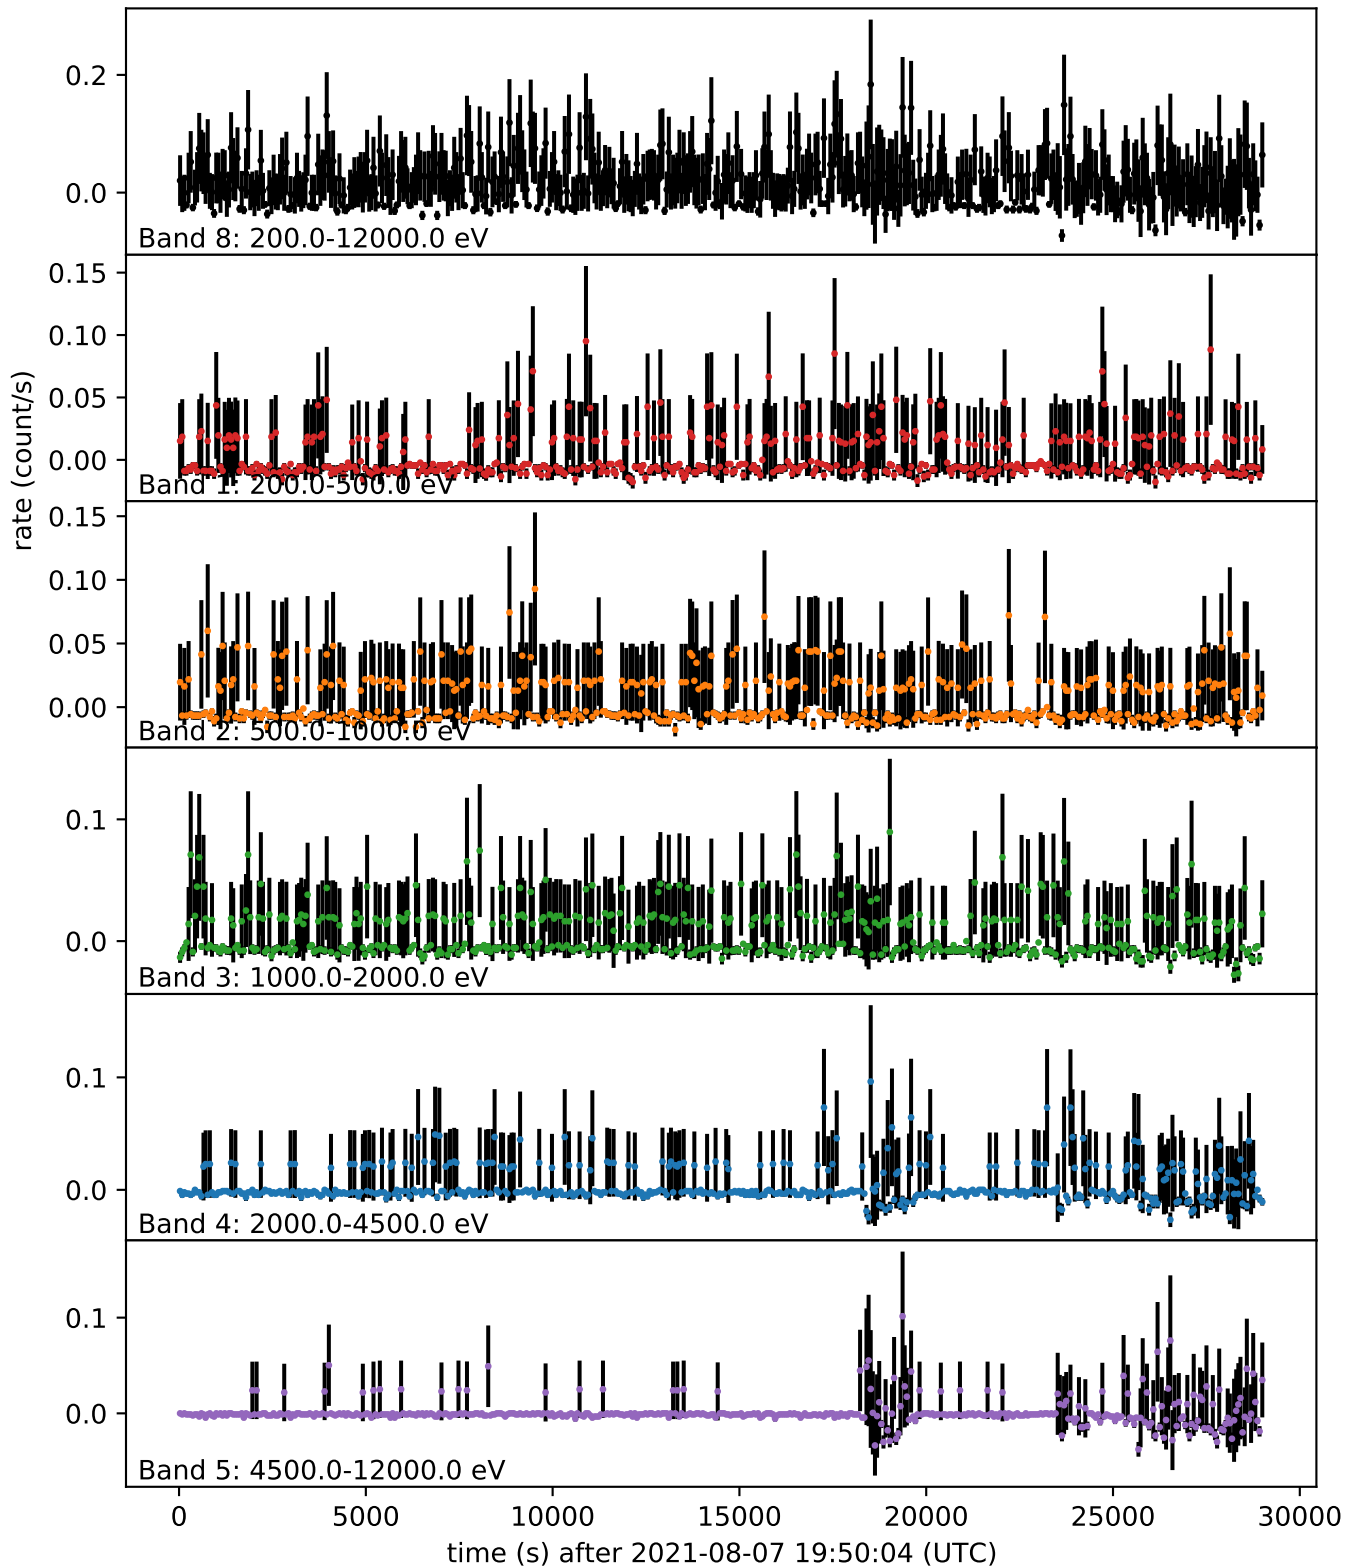 0.2
0.0
Band 8: 200.0-12000.0 eV
0.15
0.10
0.05
0.00
Band 1: 200.0-500.0 eV
rate (count/s)
0.15
0.10
0.05
0.00
Band 2: 500.0-1000.0 eV
0.1
0.0
Band 3: 1000.0-2000.0 eV
0.1
0.0
Band 4: 2000.0-4500.0 eV
0.1
0.0
Band 5: 4500.0-12000.0 eV
0 5000 10000 15000 20000 25000 30000
time (s) after 2021-08-07 19:50:04 (UTC)